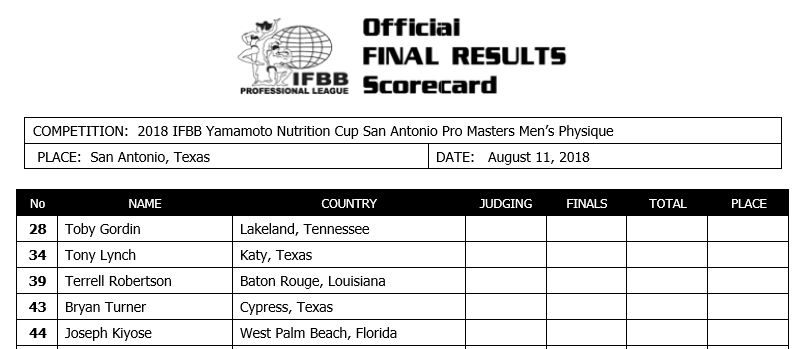 Official
FINAL RESULTS
Scorecard
IFBB
PROFESSIONAL LEAGUE
COMPETITION: 2018 IFBB Yamamoto Nutrition Cup San Antonio Pro Masters Men’s Physique
PLACE: San Antonio, Texas DATE: August 11, 2018
No NAME COUNTRY JUDGING FINALS TOTAL PLACE
28 Toby Gordin Lakeland, Tennessee
34 Tony Lynch Katy, Texas
39 Terrell Robertson Baton Rouge, Louisiana
43 Bryan Turner Cypress, Texas
44 Joseph Kiyose West Palm Beach, Florida